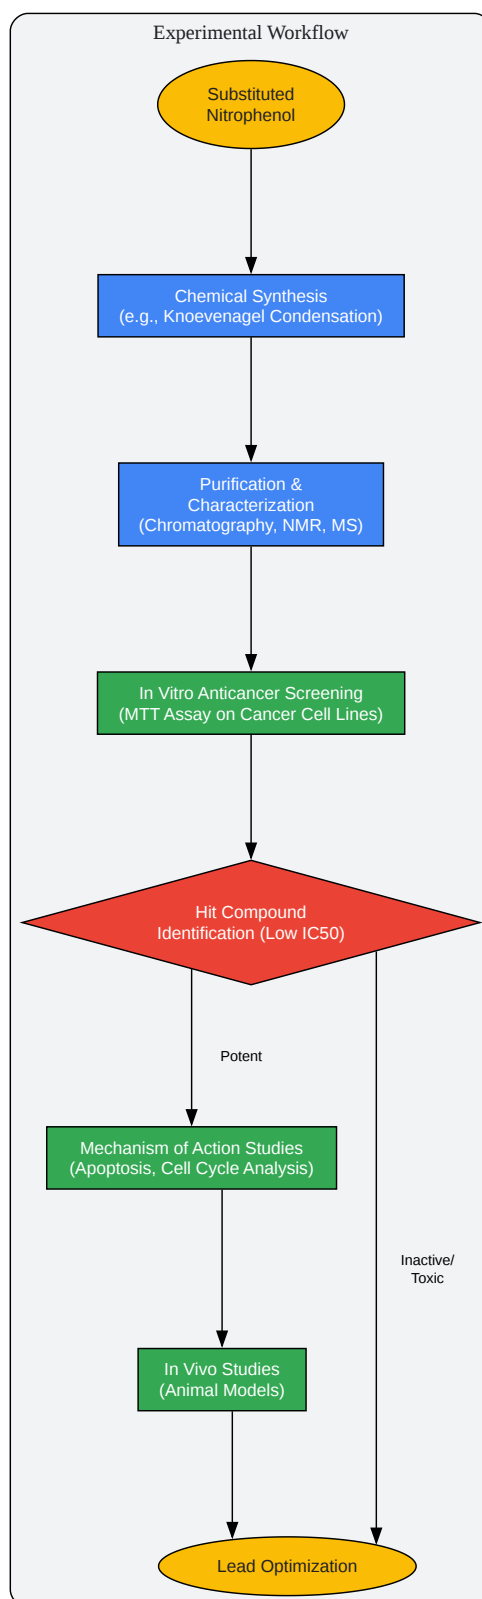 Experimental Workflow
Substituted
Nitrophenol
Chemical Synthesis
(e.g., Knoevenagel Condensation)
Purification &
Characterization
(Chromatography, NMR, MS)
In Vitro Anticancer Screening
(MTT Assay on Cancer Cell Lines)
Hit Compound
Identification (Low IC50)
Potent
Mechanism of Action Studies
(Apoptosis, Cell Cycle Analysis)
Inactive/
Toxic
In Vivo Studies
(Animal Models)
Lead Optimization